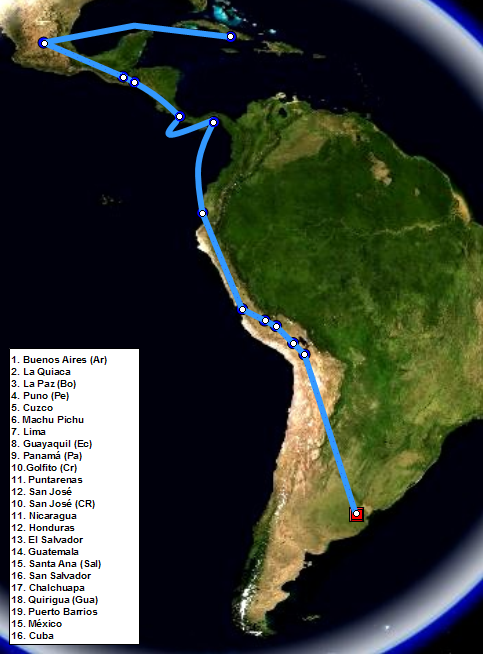 1. Buenos Aires (Ar)
2. La Quiaca
3. La Paz (Bo)
4. Puno (Pe)
5. Cuzco
6. Machu Pichu
7. Lima
8. Guayaquil (Ec)
9. Panamá (Pa)
10.Golfito (Cr)
11. Puntarenas
12. San José
10. San José (CR)
11. Nicaragua
12. Honduras
13. El Salvador
14. Guatemala
15. Santa Ana (Sal)
16. San Salvador
17. Chalchuapa
18. Quirigua (Gua)
19. Puerto Barrios
15. México
16. Cuba